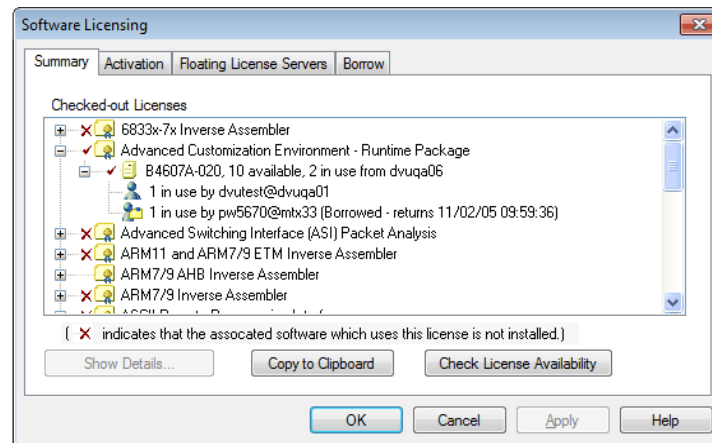 Software Licensing
Summary Activation Floating License Servers Borrow
Checked-out Licenses
6833x-7x Inverse Assembler
Advanced Customization Environment - Runtime Package
B4607A-020, 10 available, 2 in use from dvuqa06
1 in use by dvutest@dvuqa01
1 in use by pw5670@mtx33 (Borrowed - returns 11/02/05 09:59:36)
Advanced Switching Interface (ASI) Packet Analysis
ARM11 and ARM7/9 ETM Inverse Assembler
ARM7/9 AHB Inverse Assembler
ARM7/9 Inverse Assembler
( X indicates that the assocated software which uses this license is not installed.)
Show Details... Copy to Clipboard Check License Availability
OK Cancel Apply Help